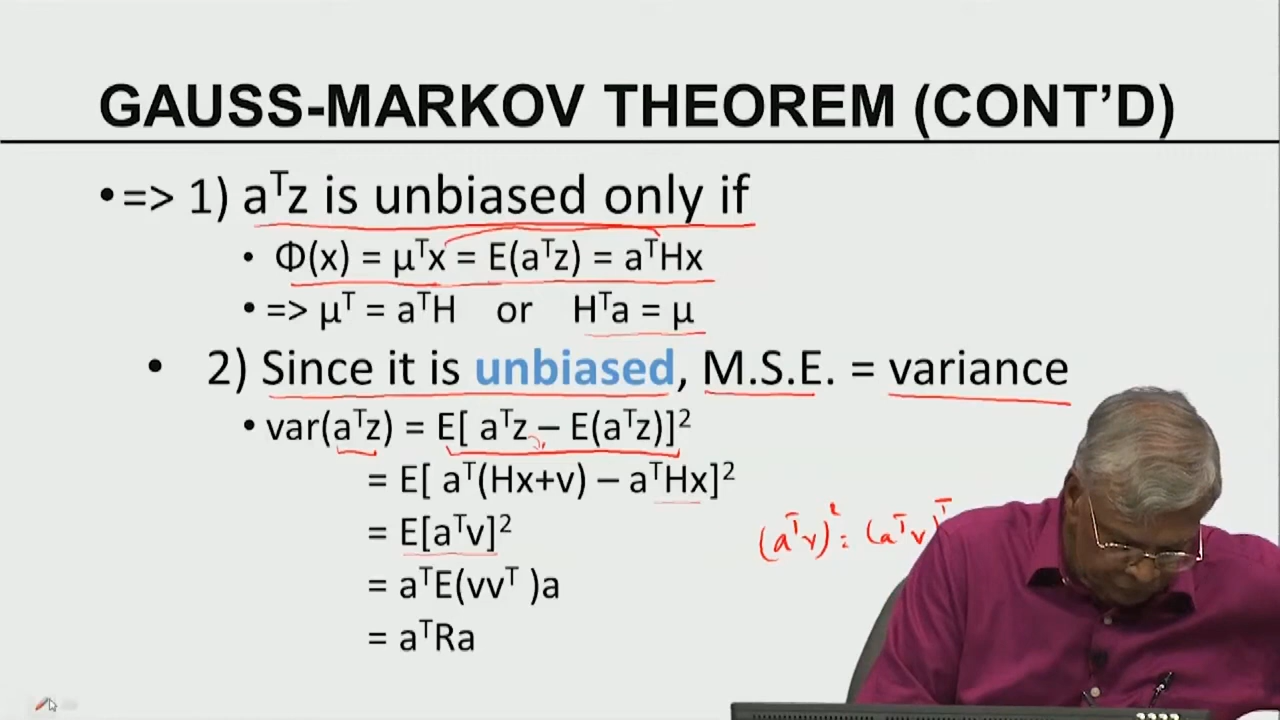 GAUSS-MARKOV THEOREM (CONT'D)
•=> 1) aᵀz is unbiased only if
• Φ(x) = μᵀx = E(aᵀz) = aᵀHx
• => μᵀ = aᵀH or Hᵀa = μ
• 2) Since it is unbiased, M.S.E. = variance
• var(aᵀz) = E[ aᵀz – E(aᵀz)]²
= E[ aᵀ(Hx+v) – aᵀHx]²
= E[aᵀv]²
(aᵀv)² = (aᵀv)ᵀ
= aᵀE(vvᵀ )a
= aᵀRa